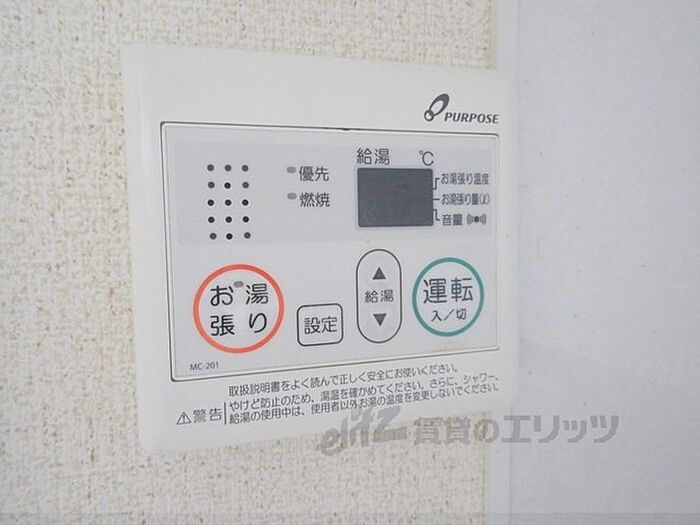 PURPOSE
給湯 ℃
優先
燃焼
お湯張り温度
お湯張り量(ℓ)
音量
お湯
張り
設定
給湯
運転
入／切
MC-201
取扱説明書をよく読んで正しく安全にお使いください。
警告
やけど防止のため、湯温を確かめてください。さらに、シャワー、
給湯の使用中は、使用者以外お湯の温度を変更しないでください。
elitz 賃貸のエリッツ